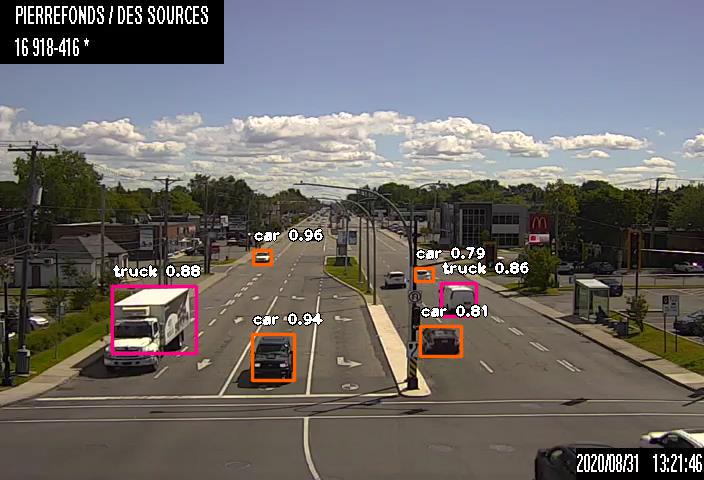 PIERREFONDS / DES SOURCES
16 918-416 *
car 0.96
car 0.79
truck 0.88
truck 0.86
car 0.81
car 0.94
2020/08/31 13:21:46